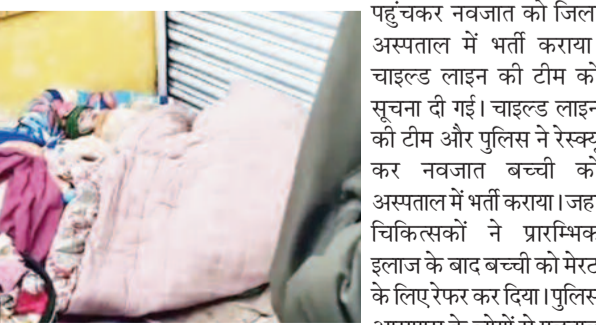 पहुंचकर नवजात को जिला
अस्पताल में भर्ती कराया
चाइल्ड लाइन की टीम को
सूचना दी गई। चाइल्ड लाइन
की टीम और पुलिस ने रेस्क्यू
कर नवजात बच्ची को
अस्पताल में भर्ती कराया।जहां
चिकित्सकों ने प्रारम्भिक
इलाज के बाद बच्ची को मेरठ
के लिए रेफर कर दिया।पुलिस